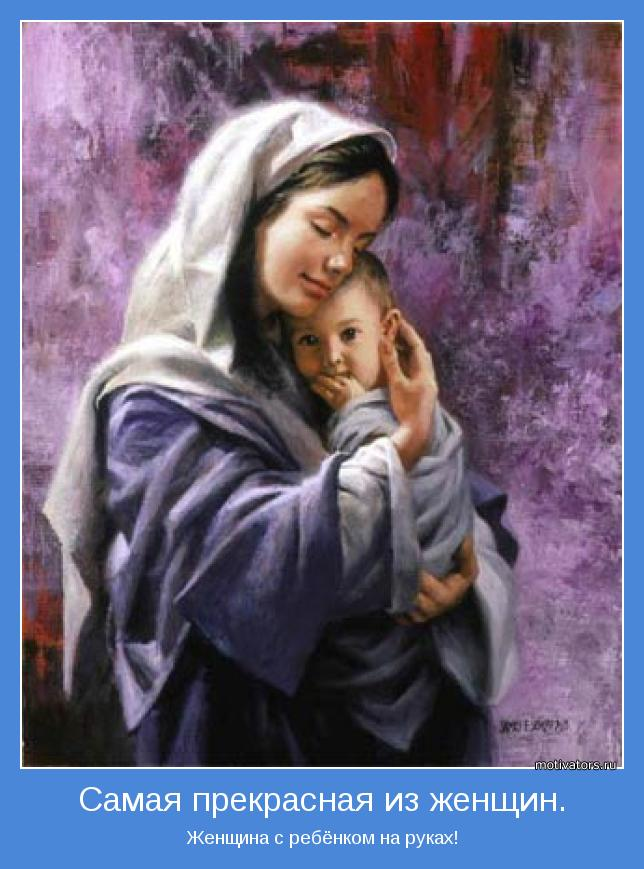 motivators.ru
Самая прекрасная из женщин.
Женщина с ребёнком на руках!